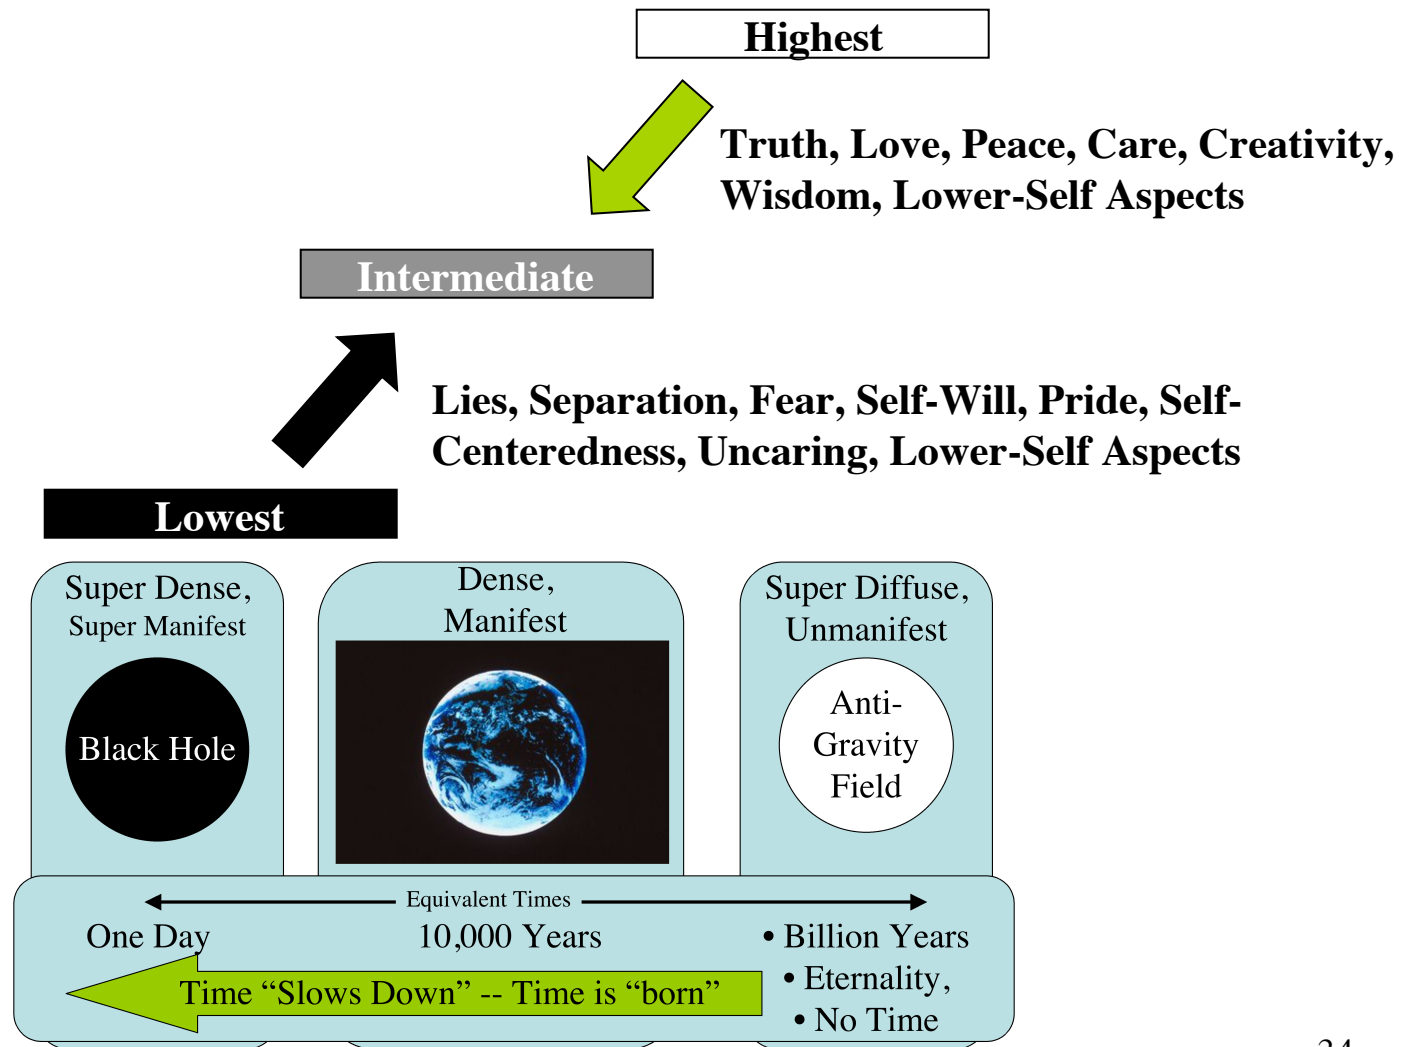 Highest
Truth, Love, Peace, Care, Creativity,
Wisdom, Lower-Self Aspects
Intermediate
Lies, Separation, Fear, Self-Will, Pride, Self-
Centeredness, Uncaring, Lower-Self Aspects
Lowest
Super Dense,
Super Manifest
Black Hole
Dense,
Manifest
Super Diffuse,
Unmanifest
Anti-
Gravity
Field
Equivalent Times
One Day
10,000 Years
• Billion Years
• Eternality,
• No Time
Time “Slows Down” -- Time is “born”